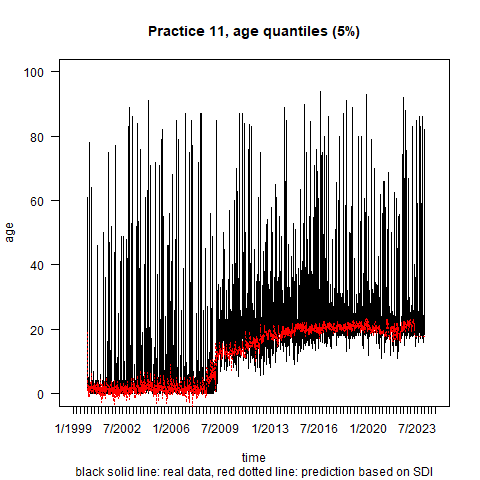 Practice 11, age quantiles (5%)
age
100
80
60
40
20
0
1/1999 7/2002 1/2006 7/2009 1/2013 7/2016 1/2020 7/2023
time
black solid line: real data, red dotted line: prediction based on SDI